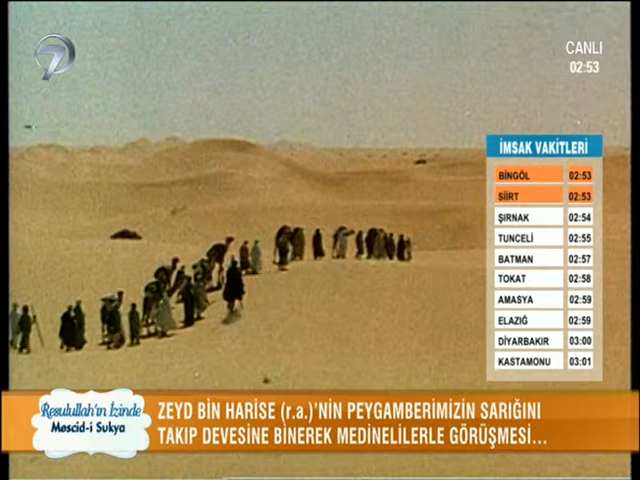 7
CANLI
02:53
İMSAK VAKİTLERİ
BİNGÖL 02:53
SİİRT 02:53
ŞIRNAK 02:54
TUNCELİ 02:55
BATMAN 02:57
TOKAT 02:58
AMASYA 02:59
ELAZIĞ 02:59
DİYARBAKIR 03:00
KASTAMONU 03:01
Resulullah'ın İzinde
Mescid-i Sukya
ZEYD BİN HARİSE (r.a.)'NİN PEYGAMBERİMİZİN SARIĞINI
TAKIP DEVESİNE BİNEREK MEDİNELİLERLE GÖRÜŞMESİ...